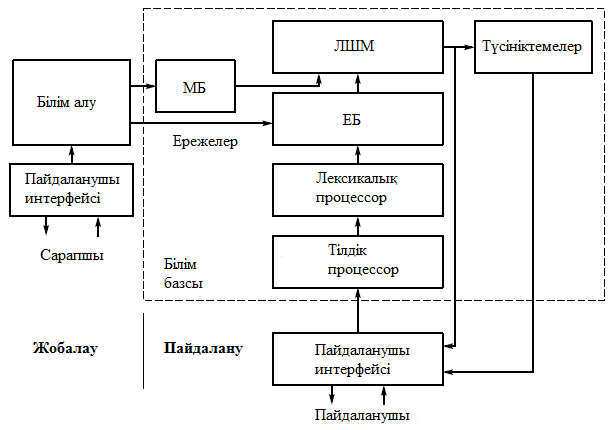 ЛШМ
Түсініктемелер
Білім алу
МБ
ЕБ
Ережелер
Пайдаланушы
интерфейсі
Лексикалық
процессор
Сарапшы
Тілдік
процессор
Білім
базсы
Жобалау
Пайдалану
Пайдаланушы
интерфейсі
Пайдаланушы